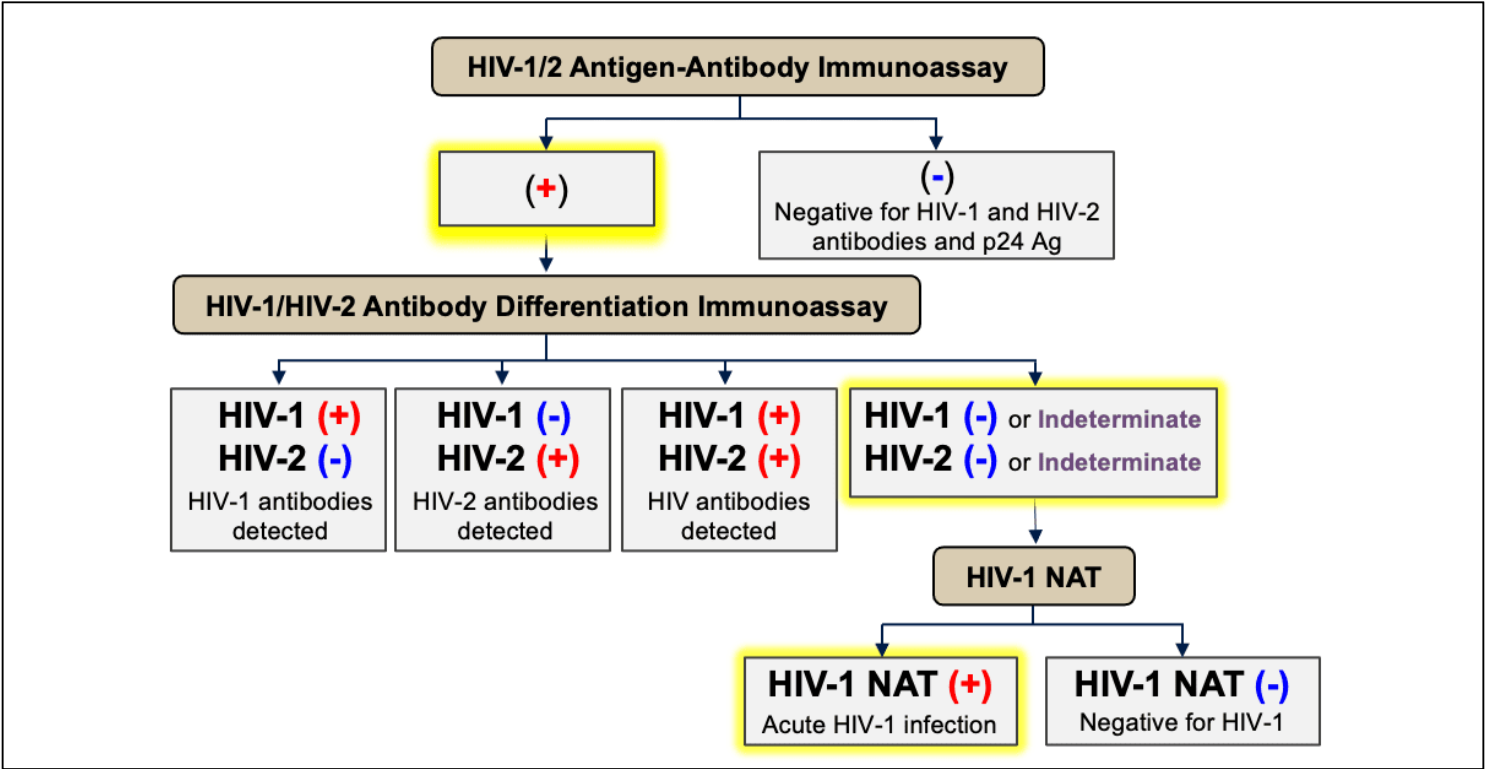 HIV-1/2 Antigen-Antibody Immunoassay
(+)
(-)
Negative for HIV-1 and HIV-2
antibodies and p24 Ag
HIV-1/HIV-2 Antibody Differentiation Immunoassay
HIV-1 (+)
HIV-2 (-)
HIV-1 antibodies
detected
HIV-1 (-)
HIV-2 (+)
HIV-2 antibodies
detected
HIV-1 (+)
HIV-2 (+)
HIV antibodies
detected
HIV-1 (-) or Indeterminate
HIV-2 (-) or Indeterminate
HIV-1 NAT
HIV-1 NAT (+)
Acute HIV-1 infection
HIV-1 NAT (-)
Negative for HIV-1